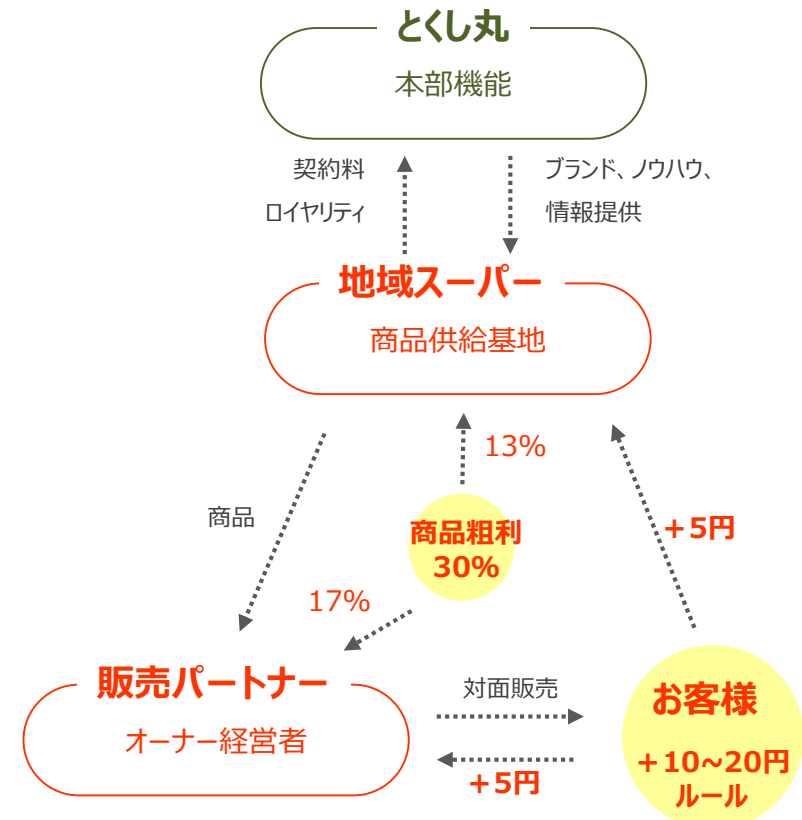 とくし丸
本部機能
契約料
ロイヤリティ
ブランド、ノウハウ、
情報提供
地域スーパー
商品供給基地
13%
商品
商品粗利
30%
+5円
17%
販売パートナー
オーナー経営者
対面販売
+5円
お客様
+10~20円
ルール